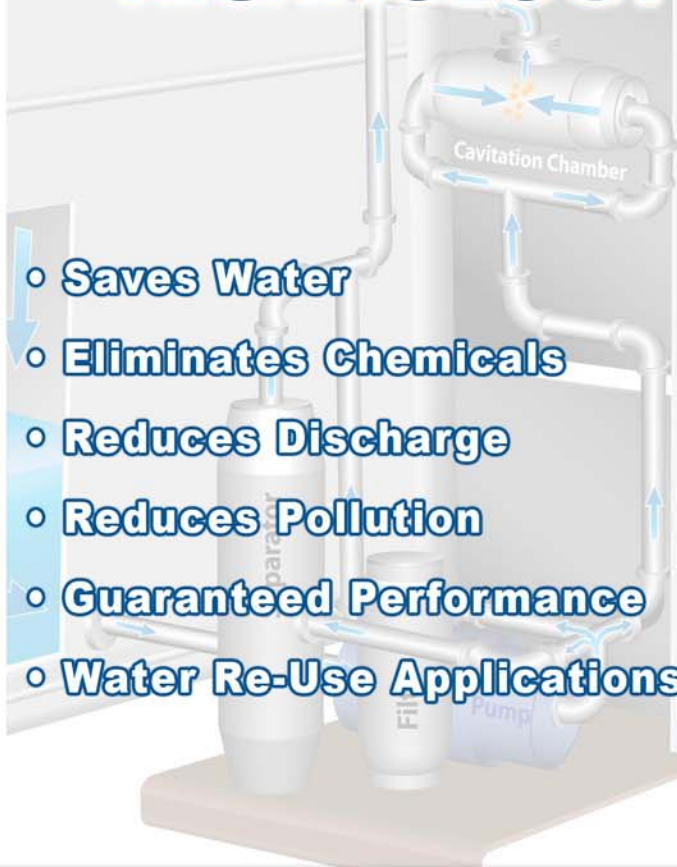 Cavitation Chamber
• Saves Water
• Eliminates Chemicals
• Reduces Discharge
• Reduces Pollution
• Guaranteed Performance
• Water Re-Use Applications
Pump